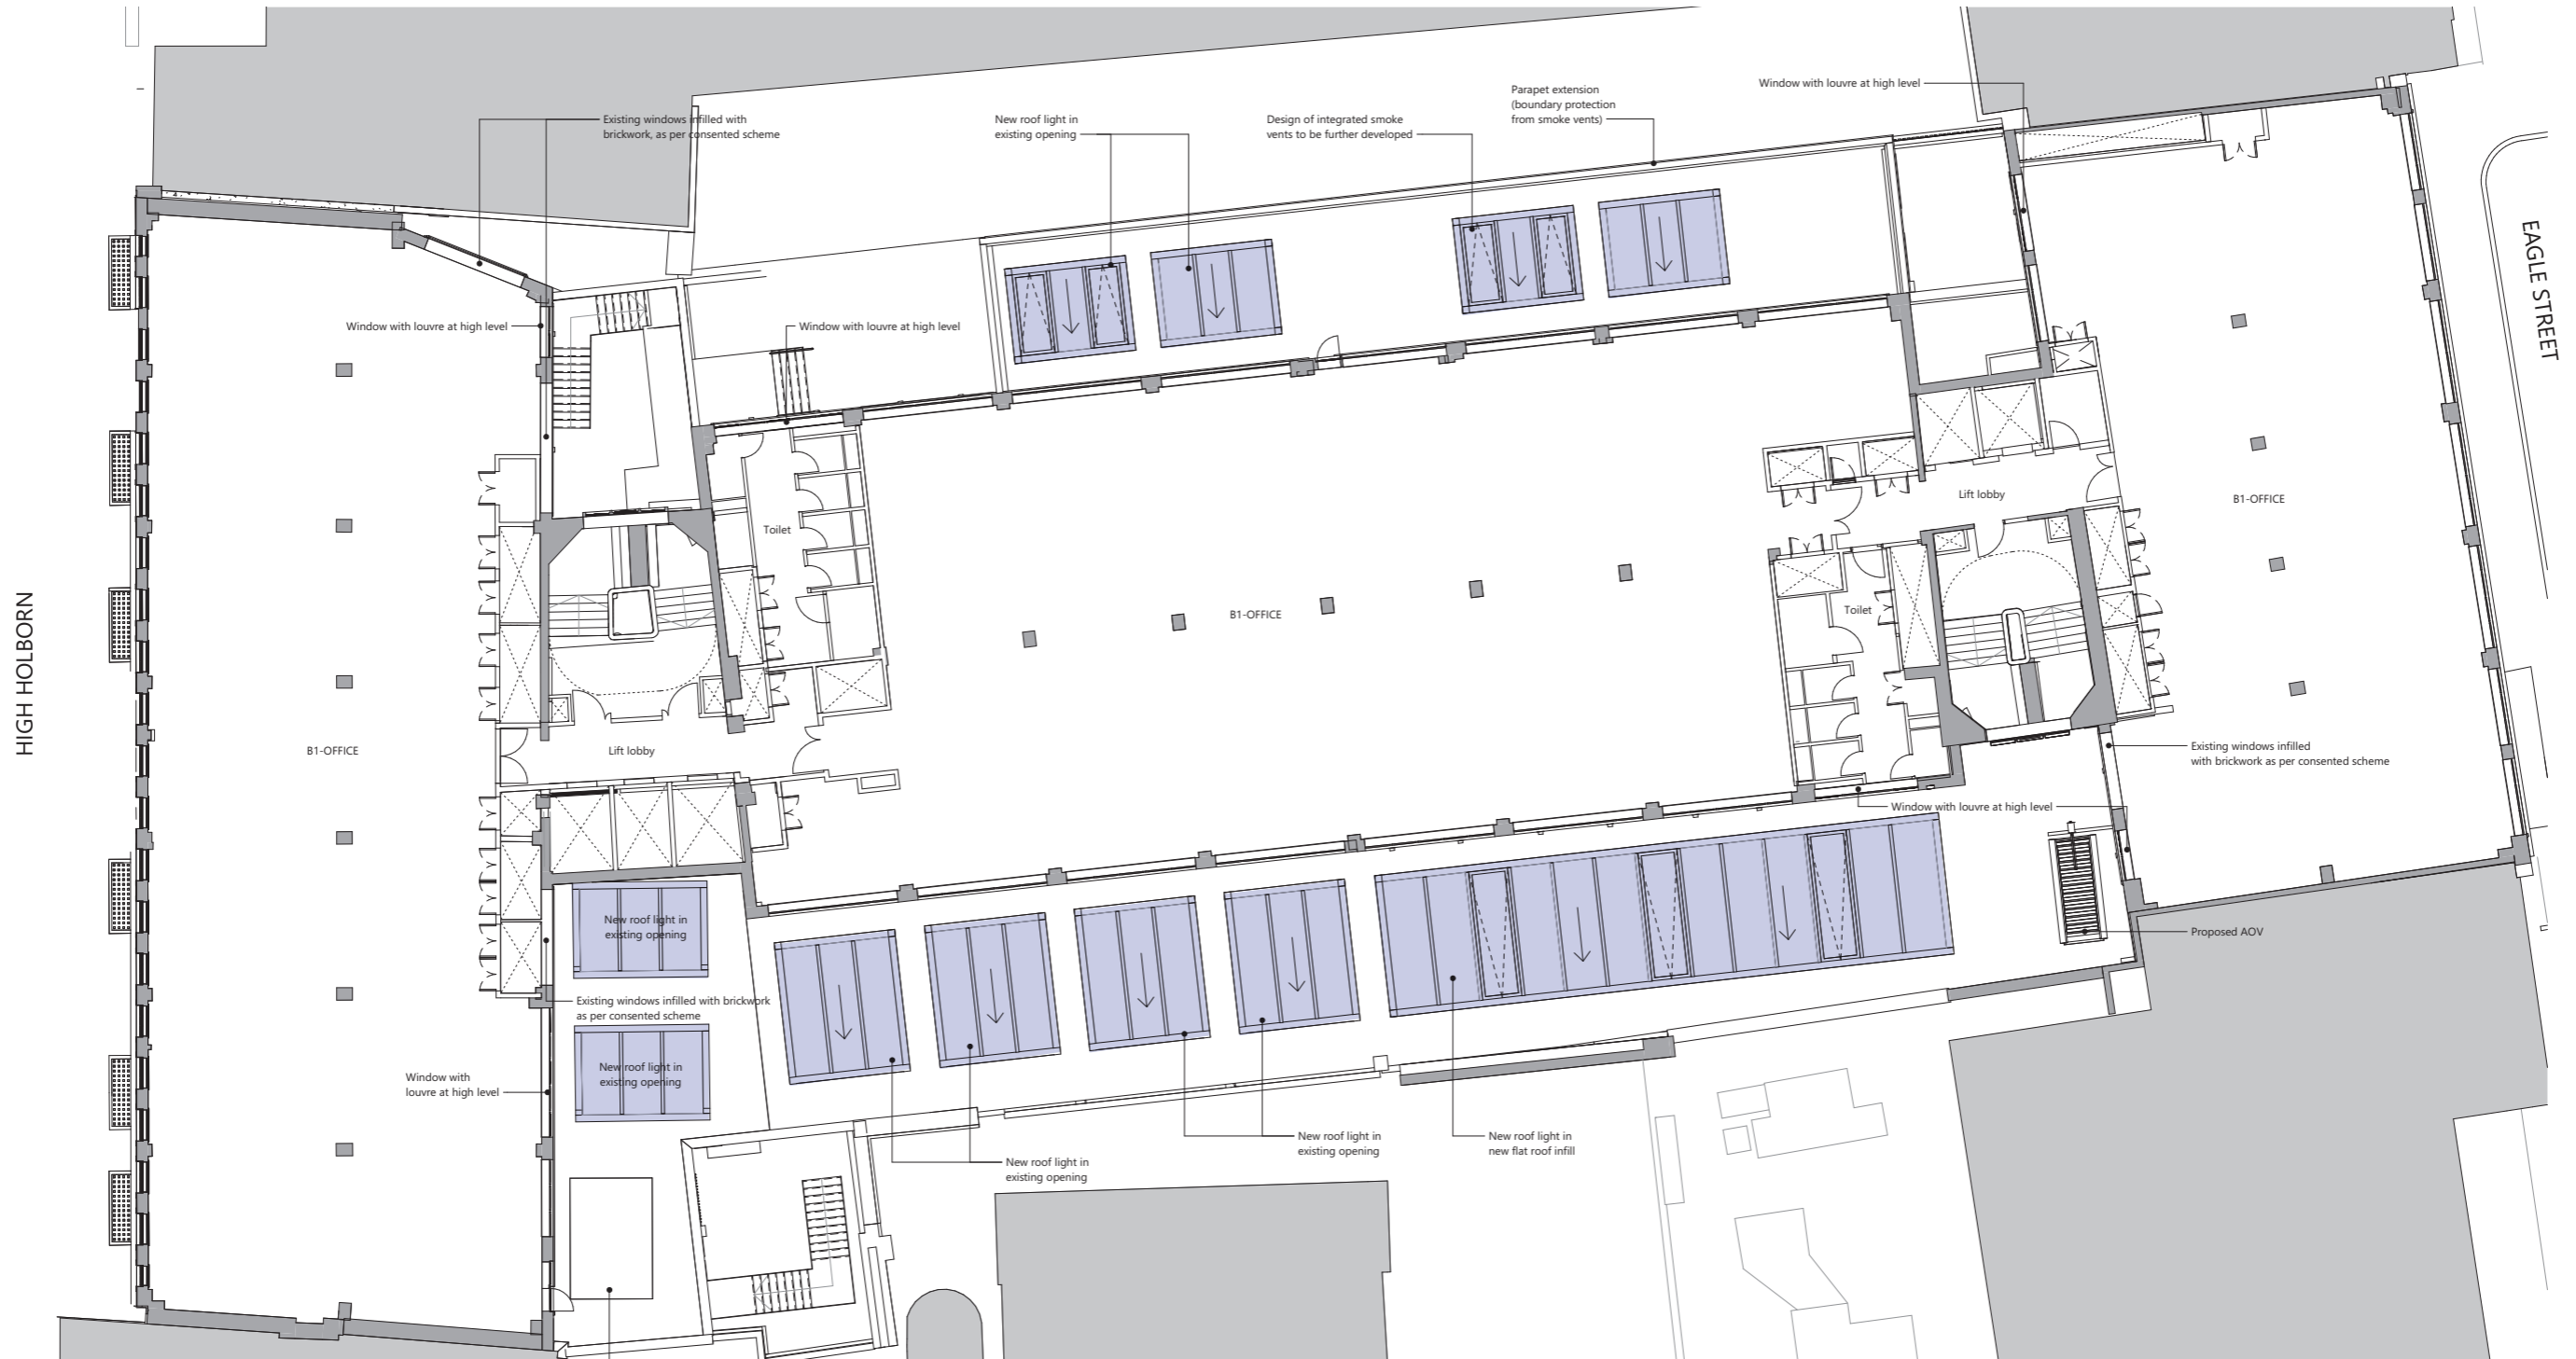 Window with louvre at high level
Parapet extension
(boundary protection
from smoke vents)
Existing windows infilled with
brickwork, as per consented scheme
New roof light in
existing opening
Design of integrated smoke
vents to be further developed
EAGLE STREET
Window with louvre at high level
Window with louvre at high level
Lift lobby
B1-OFFICE
Toilet
HIGH HOLBORN
B1-OFFICE
Toilet
B1-OFFICE
Lift lobby
Existing windows infilled
with brickwork as per consented scheme
Window with louvre at high level
New roof light in
existing opening
Proposed AOV
Existing windows infilled with brickwork
as per consented scheme
New roof light in
existing opening
Window with
louvre at high level
New roof light in
existing opening
New roof light in
new flat roof infill
New roof light in
existing opening